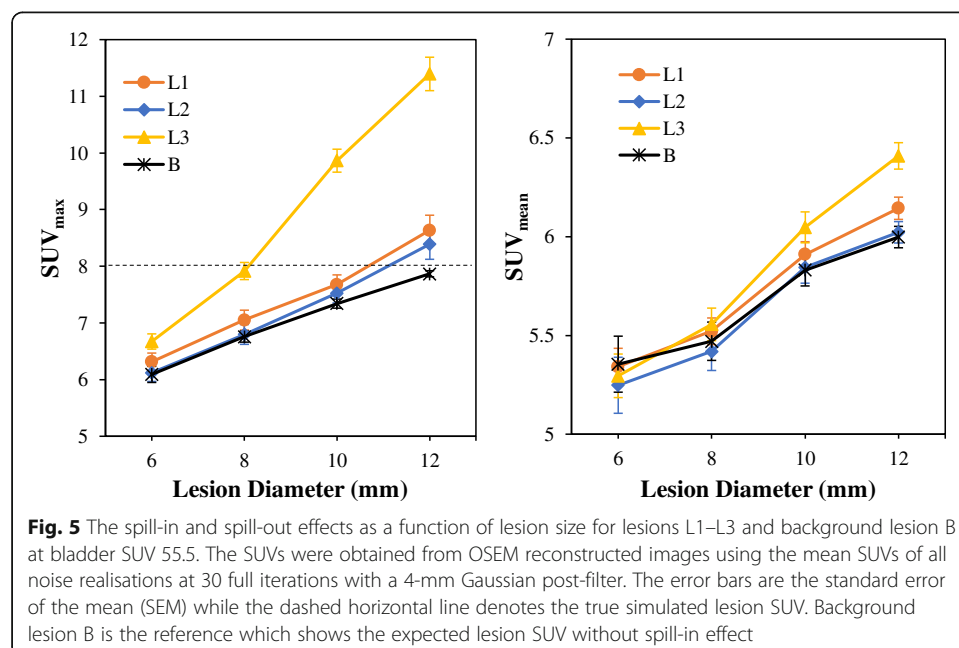 12
11
10
9
8
7
6
5
SUVmax
L1
L2
L3
B
6 8 10 12
Lesion Diameter (mm)
7
6.5
6
5.5
5
SUVmean
L1
L2
L3
B
6 8 10 12
Lesion Diameter (mm)
Fig. 5 The spill-in and spill-out effects as a function of lesion size for lesions L1–L3 and background lesion B
at bladder SUV 55.5. The SUVs were obtained from OSEM reconstructed images using the mean SUVs of all
noise realisations at 30 full iterations with a 4-mm Gaussian post-filter. The error bars are the standard error
of the mean (SEM) while the dashed horizontal line denotes the true simulated lesion SUV. Background
lesion B is the reference which shows the expected lesion SUV without spill-in effect